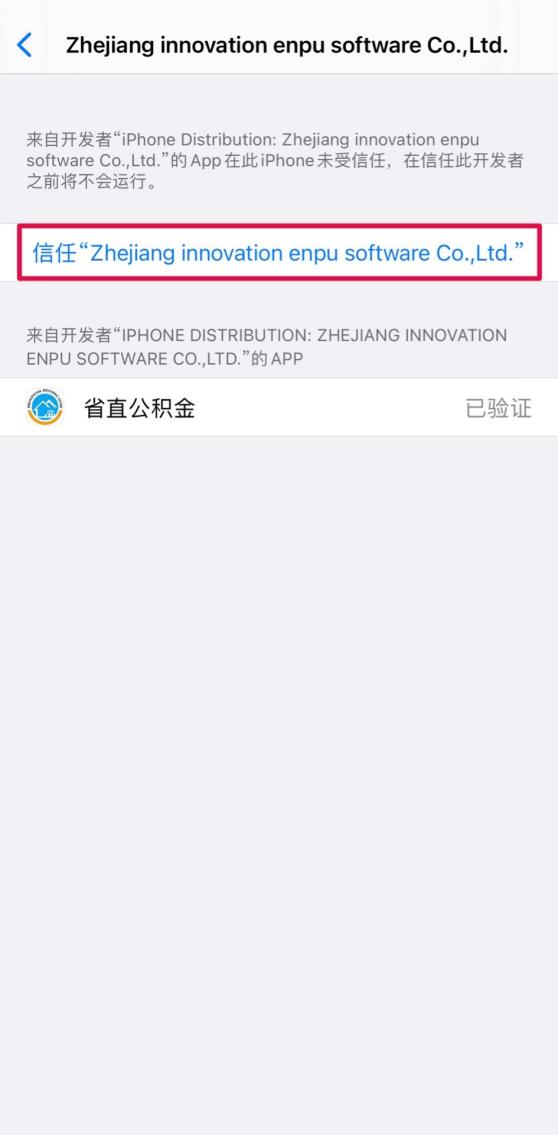 Zhejiang innovation enpu software Co.,Ltd.
来自开发者“iPhone Distribution: Zhejiang innovation enpu
software Co.,Ltd.”的 App在此iPhone未受信任，在信任此开发者
之前将不会运行。
信任“Zhejiang innovation enpu software Co.,Ltd.”
来自开发者“IPHONE DISTRIBUTION: ZHEJIANG INNOVATION
ENPU SOFTWARE CO.,LTD.”的 APP
省直公积金 已验证